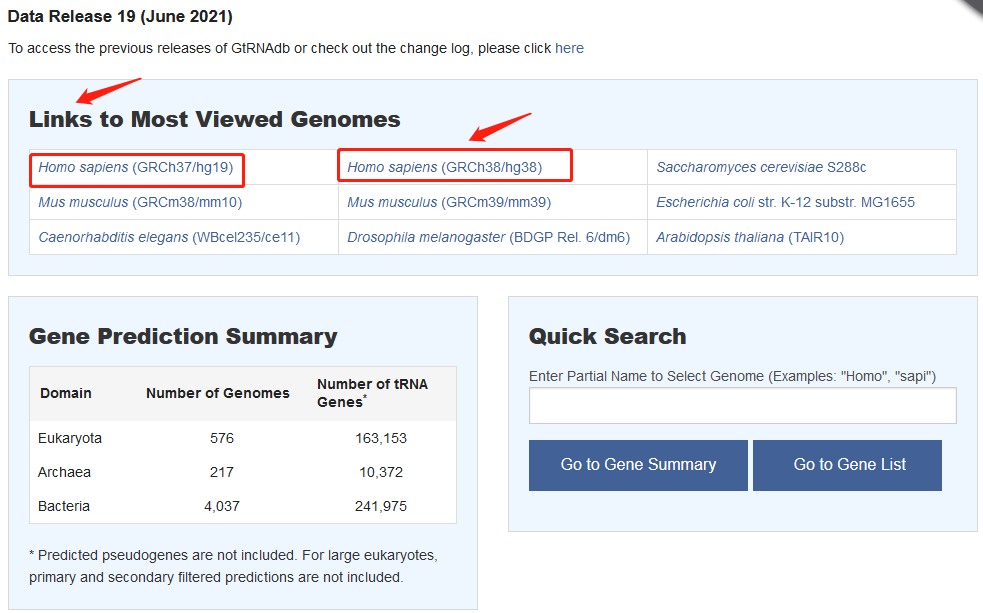 Data Release 19 (June 2021)
To access the previous releases of GtRNAdb or check out the change log, please click here
Links to Most Viewed Genomes
Homo sapiens (GRCh37/hg19) Homo sapiens (GRCh38/hg38) Saccharomyces cerevisiae S288c
Mus musculus (GRCm38/mm10) Mus musculus (GRCm39/mm39) Escherichia coli str. K-12 substr. MG1655
Caenorhabditis elegans (WBcel235/ce11) Drosophila melanogaster (BDGP Rel. 6/dm6) Arabidopsis thaliana (TAIR10)
Gene Prediction Summary
Domain Number of Genomes Number of tRNA
Genes*
Eukaryota 576 163,153
Archaea 217 10,372
Bacteria 4,037 241,975
* Predicted pseudogenes are not included. For large eukaryotes,
primary and secondary filtered predictions are not included.
Quick Search
Enter Partial Name to Select Genome (Examples: "Homo", "sapi")
Go to Gene Summary Go to Gene List